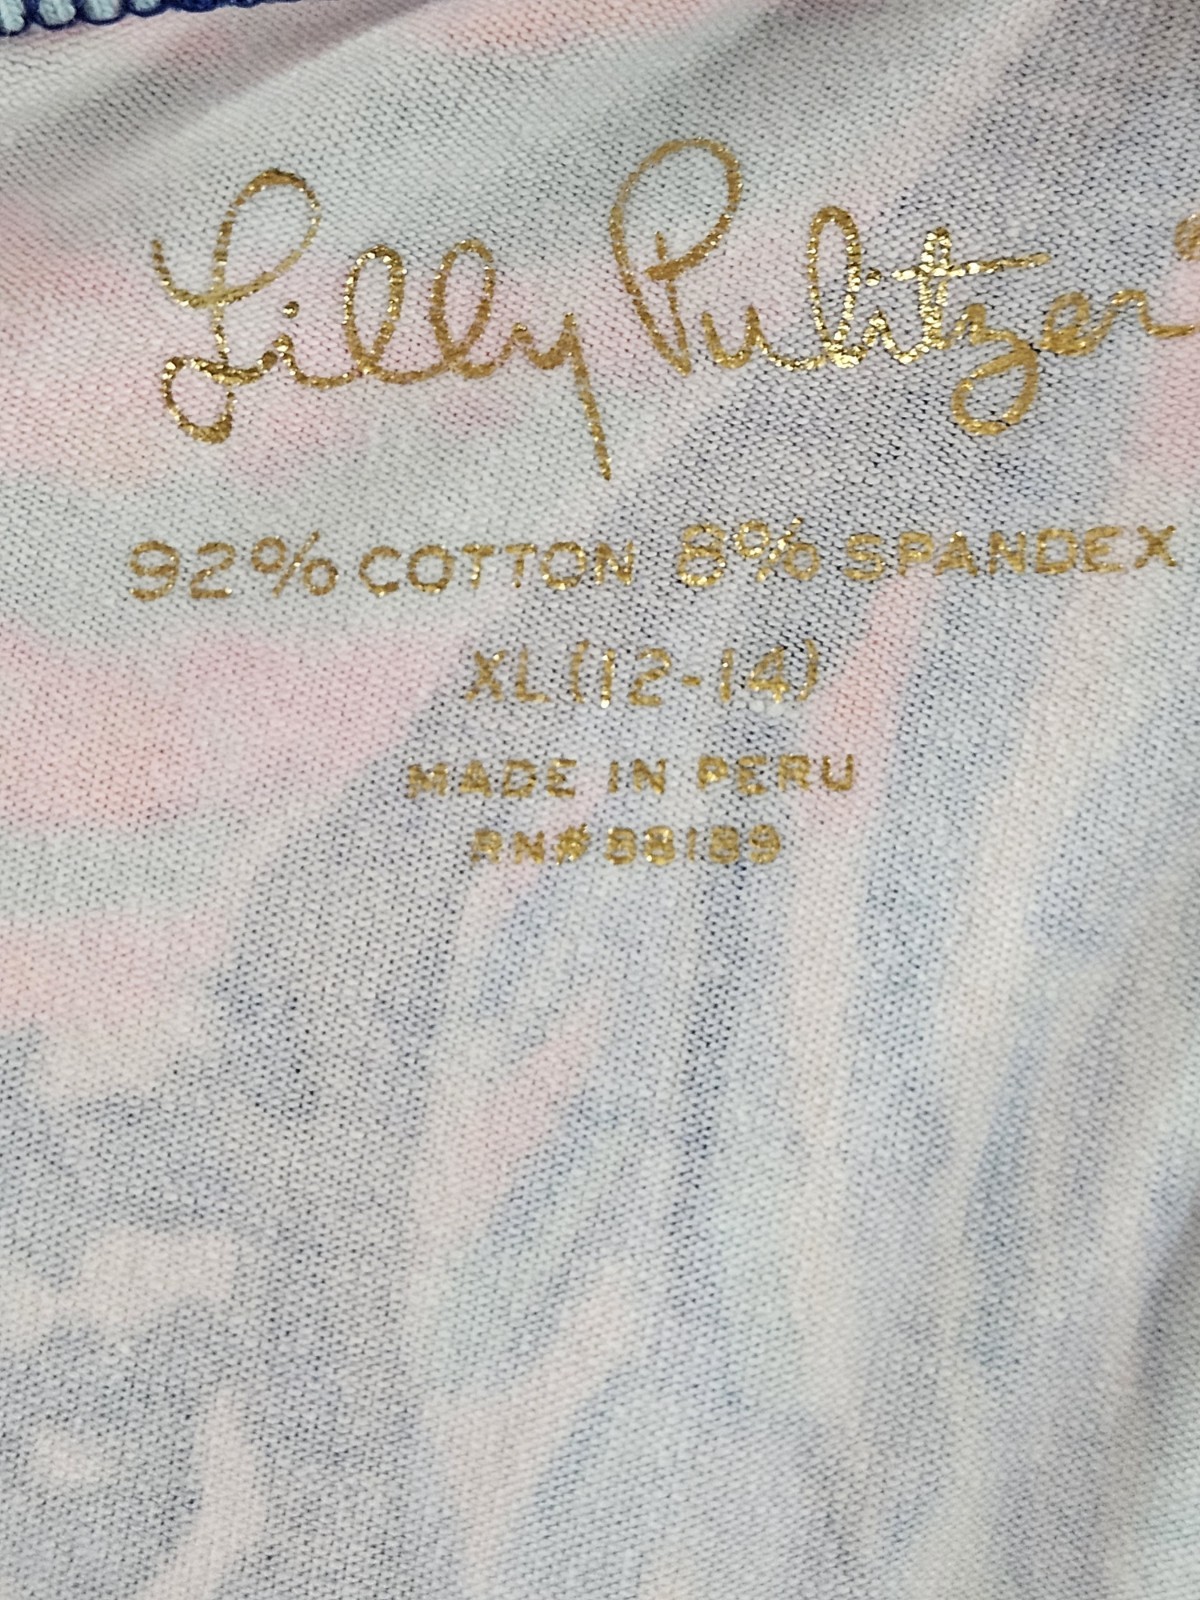 Lilly Pulitzer
92% COTTON 8% SPANDEX
XL (12-14)
MADE IN PERU
RN# 88189